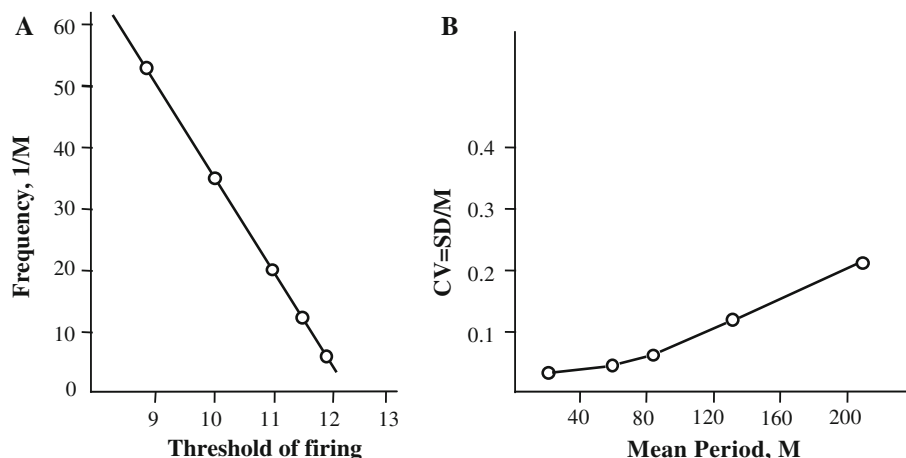 A
Frequency, 1/M
60
50
40
30
20
10
0
9 10 11 12 13
Threshold of firing
B
CV=SD/M
0.4
0.3
0.2
0.1
40 80 120 160 200
Mean Period, M